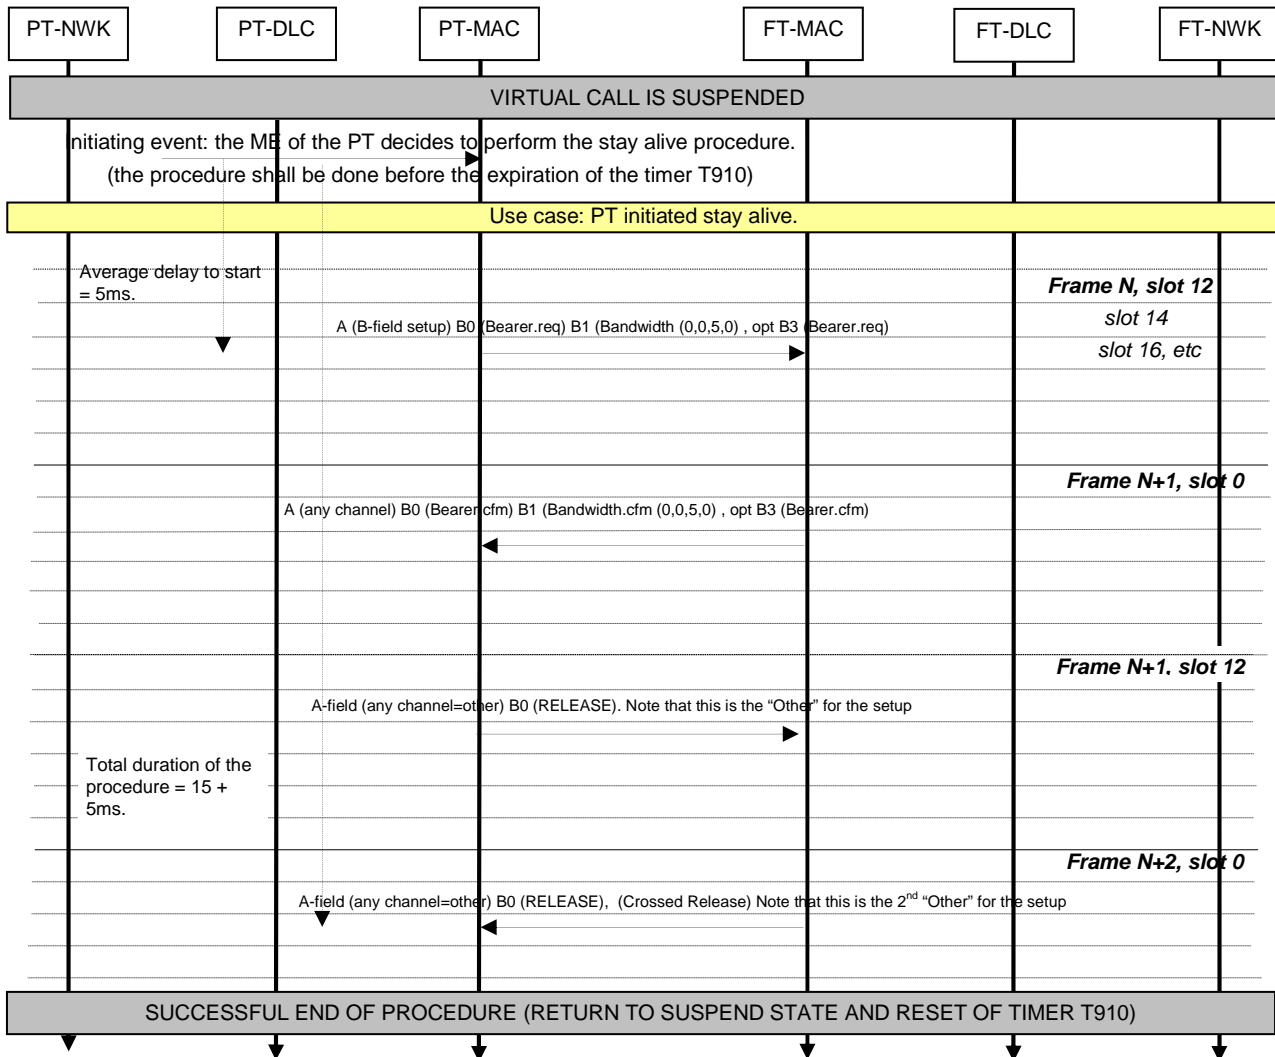 PT-NWK PT-DLC PT-MAC FT-MAC FT-DLC FT-NWK
VIRTUAL CALL IS SUSPENDED
Initiating event: the ME of the PT decides to perform the stay alive procedure.
(the procedure shall be done before the expiration of the timer T910)
Use case: PT initiated stay alive.
Average delay to start
= 5ms.
Frame N, slot 12
slot 14
slot 16, etc
A (B-field setup) B0 (Bearer.req) B1 (Bandwidth (0,0,5,0) , opt B3 (Bearer.req)
Frame N+1, slot 0
A (any channel) B0 (Bearer.cfm) B1 (Bandwidth.cfm (0,0,5,0) , opt B3 (Bearer.cfm)
Frame N+1, slot 12
A-field (any channel=other) B0 (RELEASE). Note that this is the “Other” for the setup
Total duration of the
procedure = 15 +
5ms.
Frame N+2, slot 0
A-field (any channel=other) B0 (RELEASE), (Crossed Release) Note that this is the 2nd “Other” for the setup
SUCCESSFUL END OF PROCEDURE (RETURN TO SUSPEND STATE AND RESET OF TIMER T910)